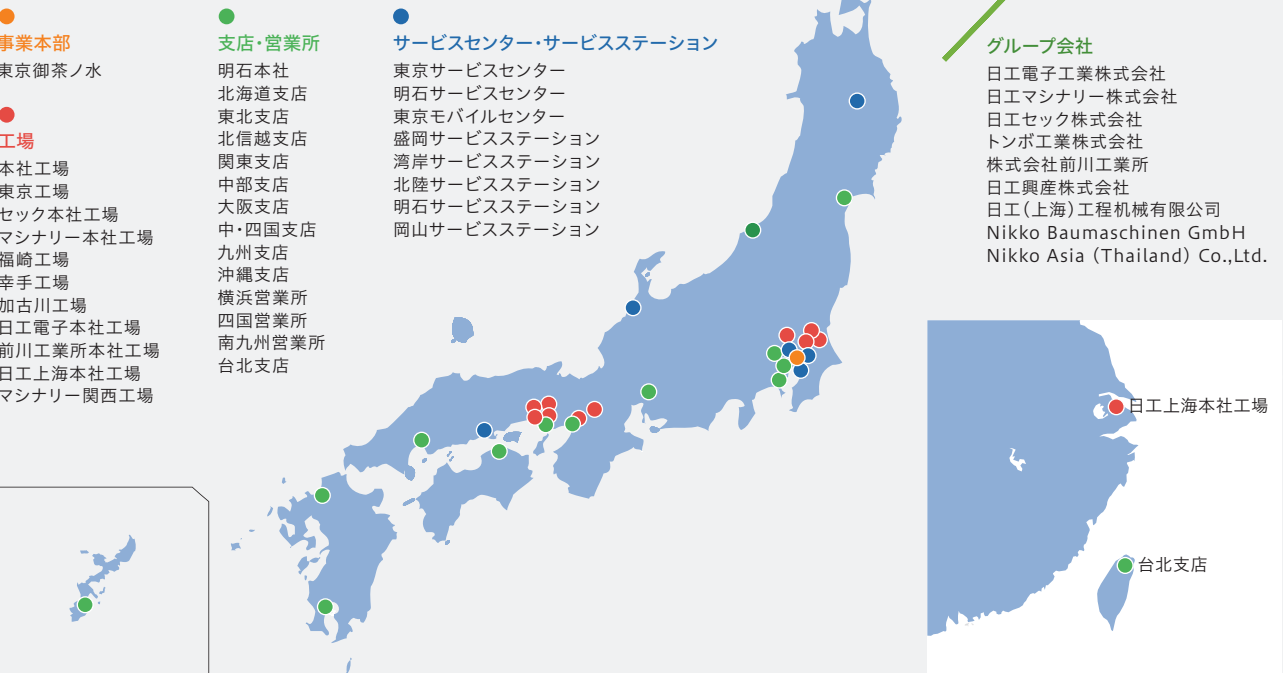 事業本部
東京御茶ノ水
工場
本社工場
東京工場
セック本社工場
マシナリー本社工場
福崎工場
幸手工場
加古川工場
日工電子本社工場
前川工業所本社工場
日工上海本社工場
マシナリー関西工場
支店・営業所
明石本社
北海道支店
東北支店
北信越支店
関東支店
中部支店
大阪支店
中・四国支店
九州支店
沖縄支店
横浜営業所
四国営業所
南九州営業所
台北支店
サービスセンター・サービスステーション
東京サービスセンター
明石サービスセンター
東京モバイルセンター
盛岡サービスステーション
湾岸サービスステーション
北陸サービスステーション
明石サービスステーション
岡山サービスステーション
グループ会社
日工電子工業株式会社
日工マシナリー株式会社
日工セック株式会社
トンボ工業株式会社
株式会社前川工業所
日工興産株式会社
日工(上海)工程机械有限公司
Nikko Baumaschinen GmbH
Nikko Asia (Thailand) Co.,Ltd.
日工上海本社工場
台北支店